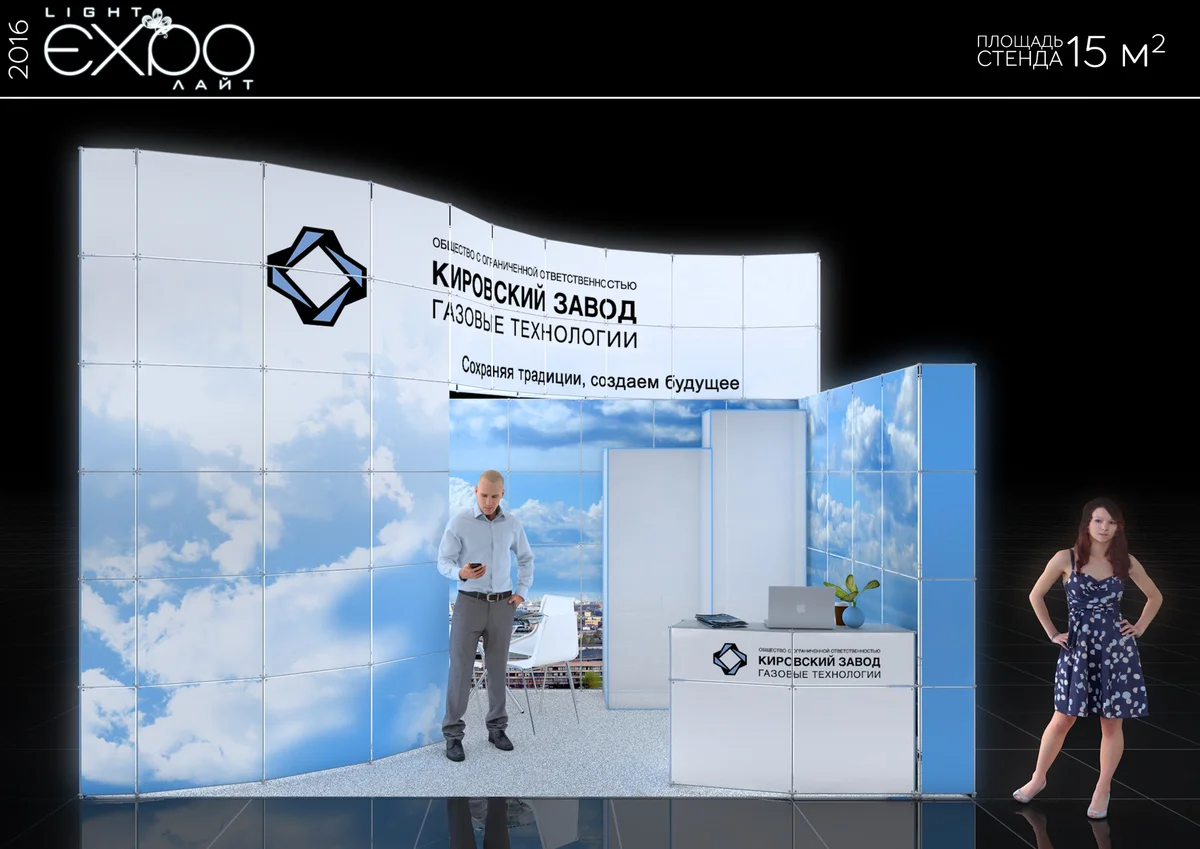 2016
LIGHT
EXPO
ЛАЙТ
ПЛОЩАДЬ
СТЕНДА 15 м²
ОБЩЕСТВО С ОГРАНИЧЕННОЙ ОТВЕТСТВЕННОСТЬЮ
КИРОВСКИЙ ЗАВОД
ГАЗОВЫЕ ТЕХНОЛОГИИ
Сохраняя традиции, создаем будущее
ОБЩЕСТВО С ОГРАНИЧЕННОЙ ОТВЕТСТВЕННОСТЬЮ
КИРОВСКИЙ ЗАВОД
ГАЗОВЫЕ ТЕХНОЛОГИИ